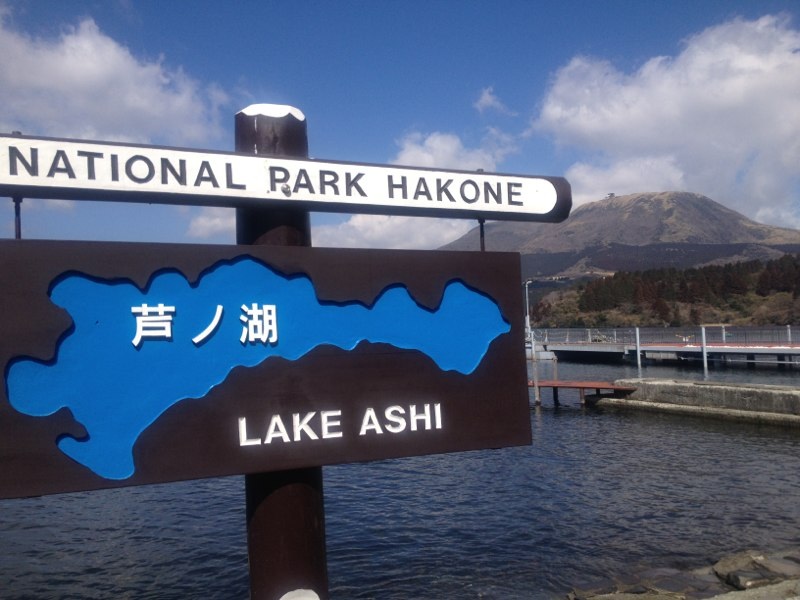 NATIONAL PARK HAKONE
芦ノ湖
LAKE ASHI